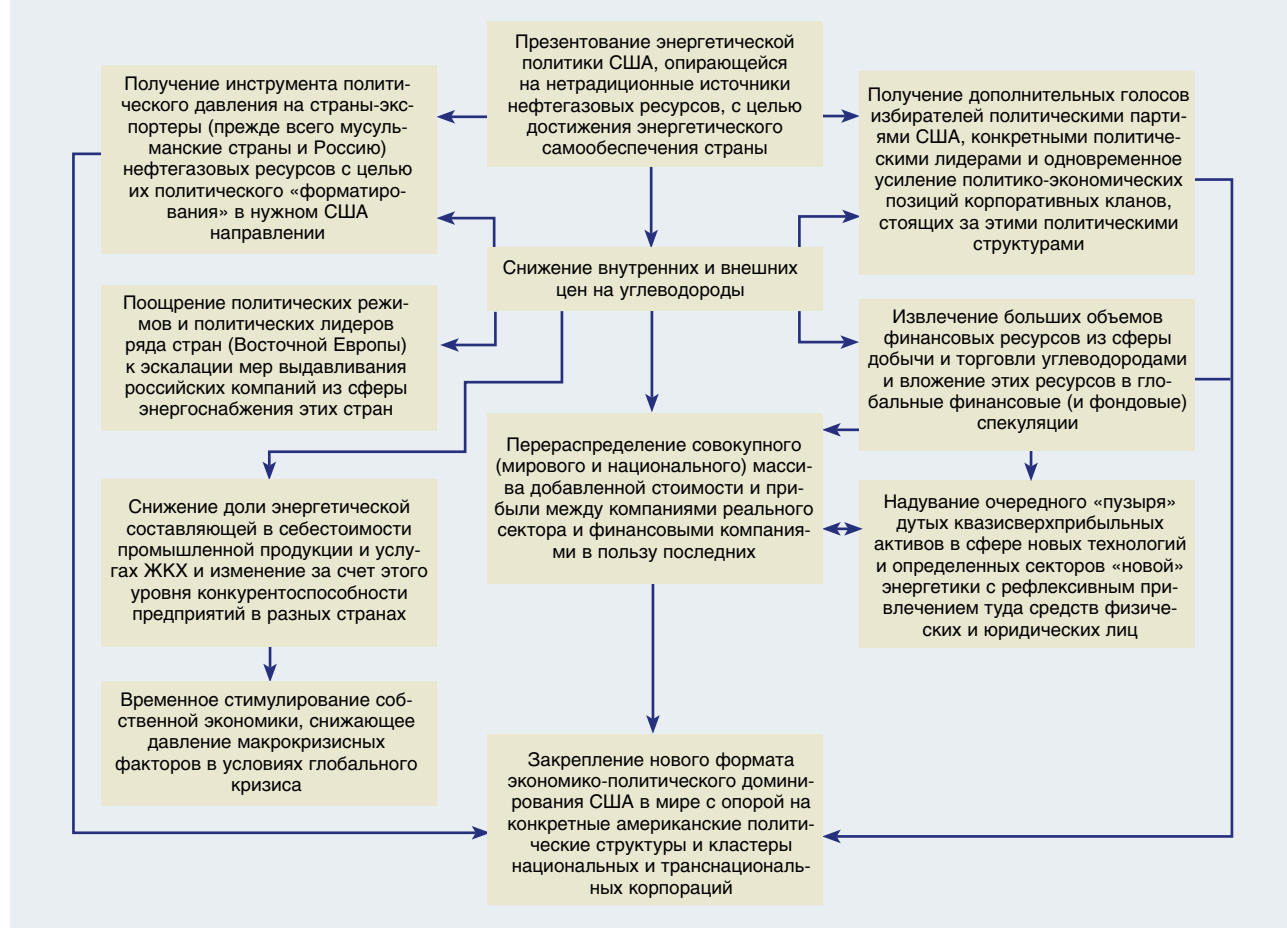 Презентование энергетической
политики США, опирающейся
на нетрадиционные источники
нефтегазовых ресурсов, с целью
достижения энергетического
самообеспечения страны
Получение инструмента полити-
ческого давления на страны-экс-
портеры (прежде всего мусуль-
манские страны и Россию)
нефтегазовых ресурсов с целью
их политического «форматиро-
вания» в нужном США
направлении
Получение дополнительных голосов
избирателей политическими парти-
ями США, конкретными политиче-
скими лидерами и одновременное
усиление политико-экономических
позиций корпоративных кланов,
стоящих за этими политическими
структурами
Снижение внутренних и внешних
цен на углеводороды
Поощрение политических режи-
мов и политических лидеров
ряда стран (Восточной Европы)
к эскалации мер выдавливания
российских компаний из сферы
энергоснабжения этих стран
Извлечение больших объемов
финансовых ресурсов из сферы
добычи и торговли углеводородами
и вложение этих ресурсов в гло-
бальные финансовые (и фондовые)
спекуляции
Перераспределение совокупного
(мирового и национального) масси-
ва добавленной стоимости и при-
были между компаниями реального
сектора и финансовыми компания-
ми в пользу последних
Снижение доли энергетической
составляющей в себестоимости
промышленной продукции и услу-
гах ЖКХ и изменение за счет этого
уровня конкурентоспособности
предприятий в разных странах
Надувание очередного «пузыря»
дутых квазисверхприбыльных
активов в сфере новых технологий
и определенных секторов «новой»
энергетики с рефлексивным при-
влечением туда средств физиче-
ских и юридических лиц
Временное стимулирование соб-
ственной экономики, снижающее
давление макрокризисных
факторов в условиях глобального
кризиса
Закрепление нового формата
экономико-политического домини-
рования США в мире с опорой на
конкретные американские полити-
ческие структуры и кластеры
национальных и транснациональ-
ных корпораций